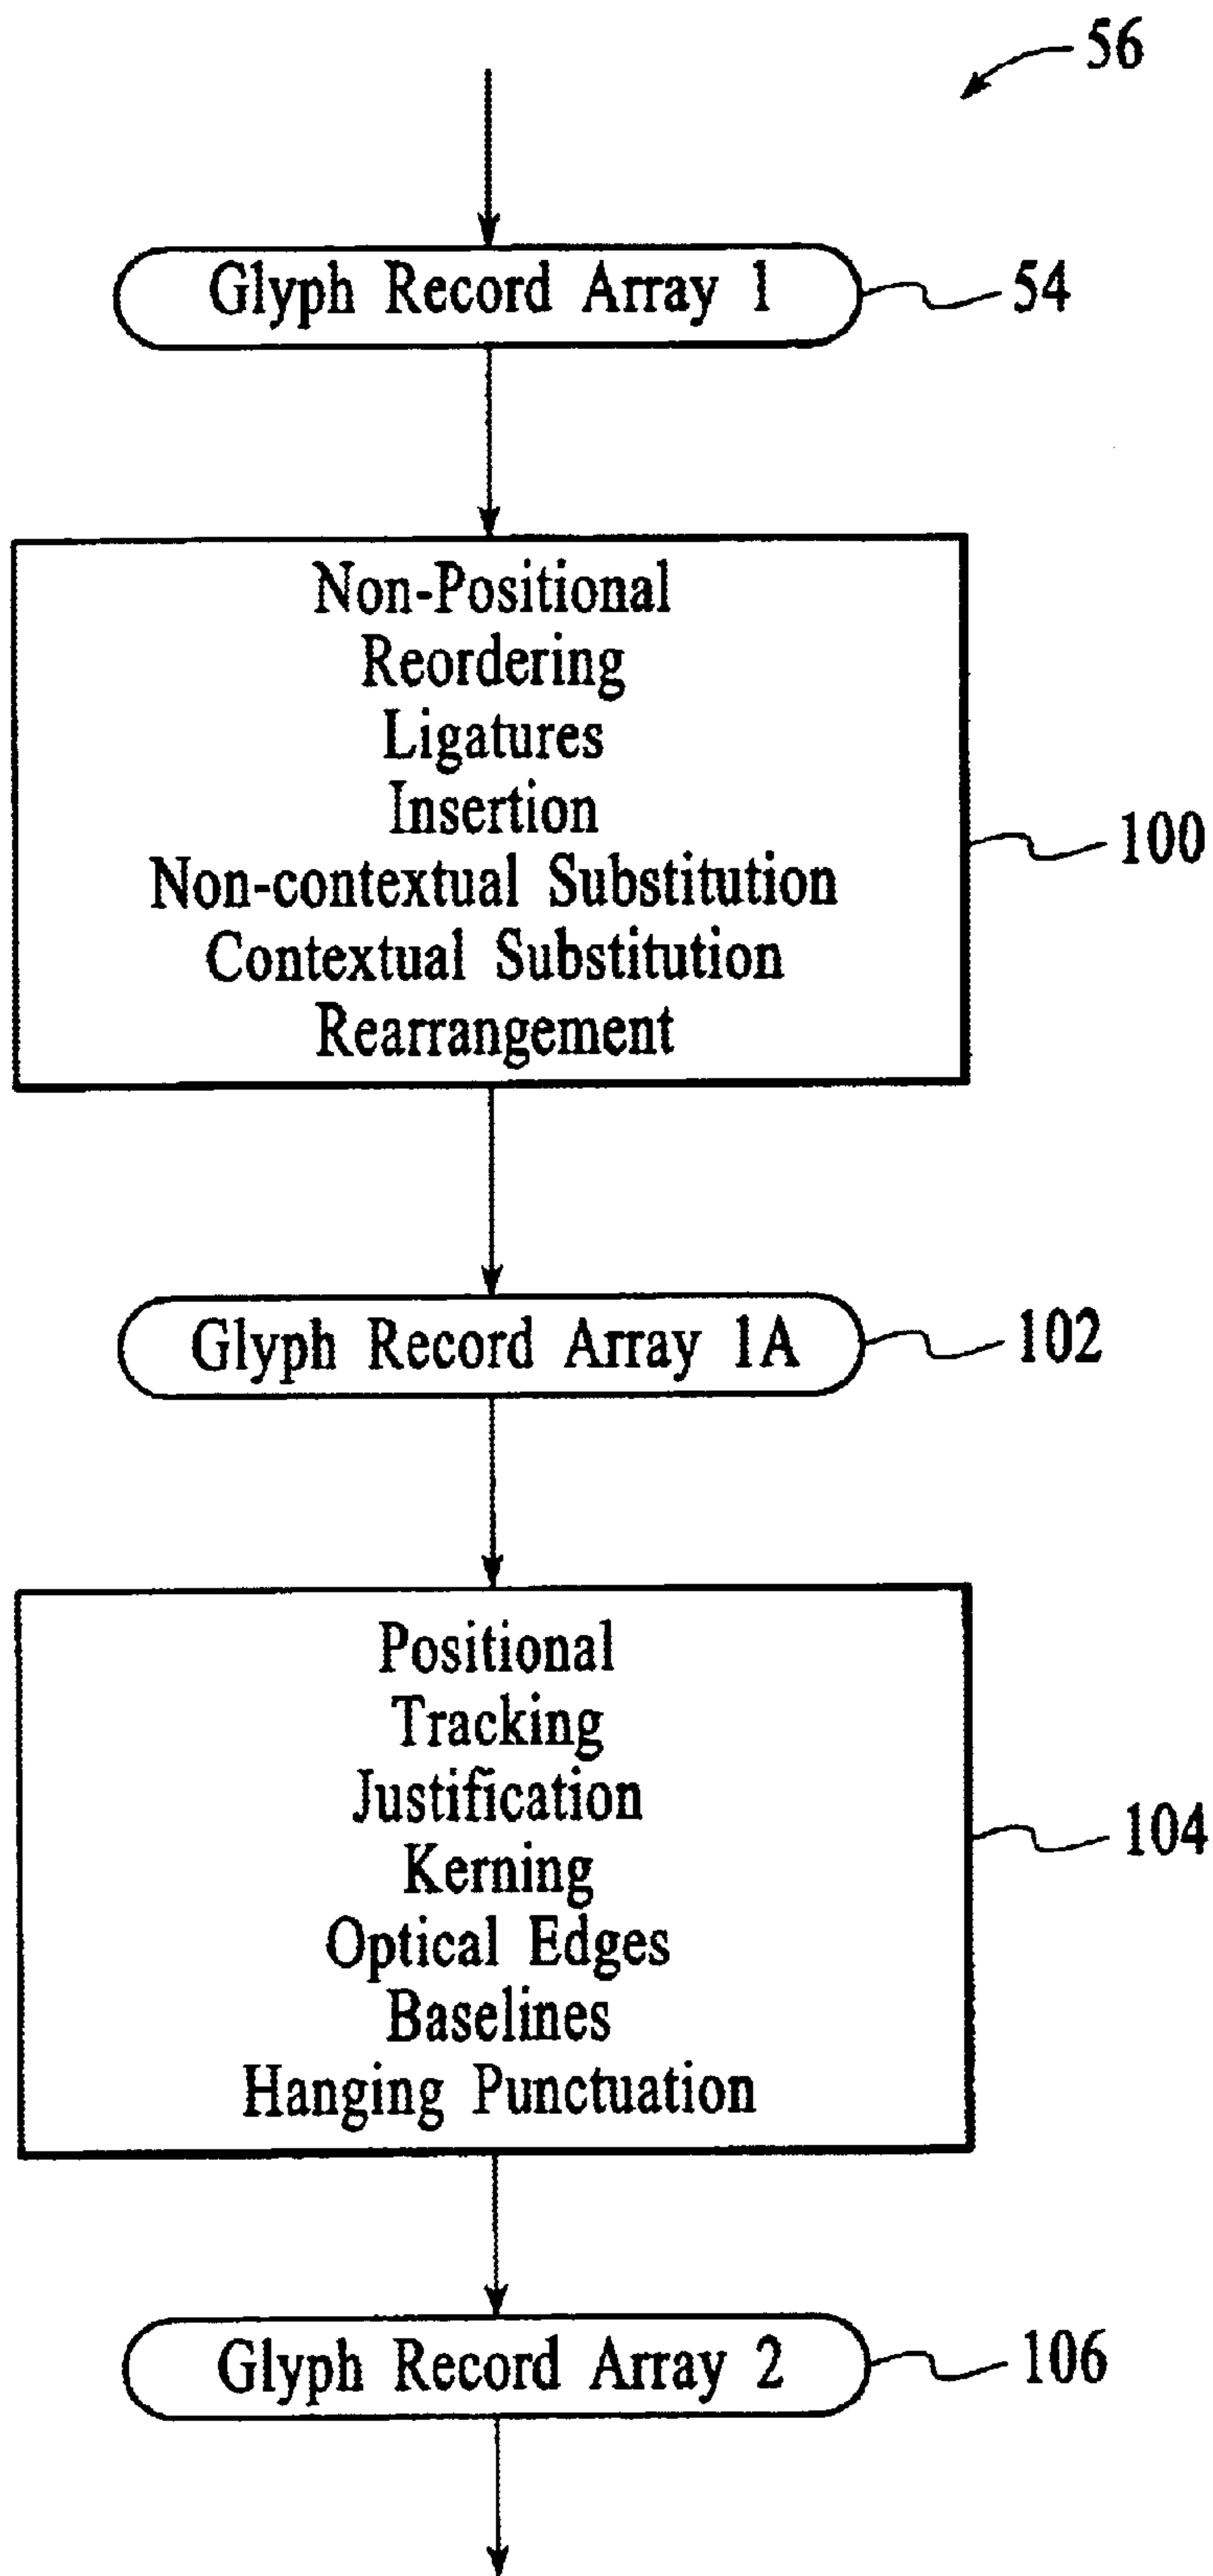 56
Glyph Record Array 1
54
Non-Positional
Reordering
Ligatures
Insertion
Non-contextual Substitution
Contextual Substitution
Rearrangement
100
Glyph Record Array 1A
102
Positional
Tracking
Justification
Kerning
Optical Edges
Baselines
Hanging Punctuation
104
Glyph Record Array 2
106